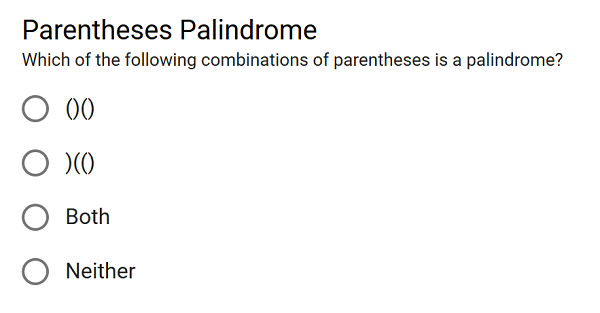 Parentheses Palindrome
Which of the following combinations of parentheses is a palindrome?
()()
)(()
Both
Neither